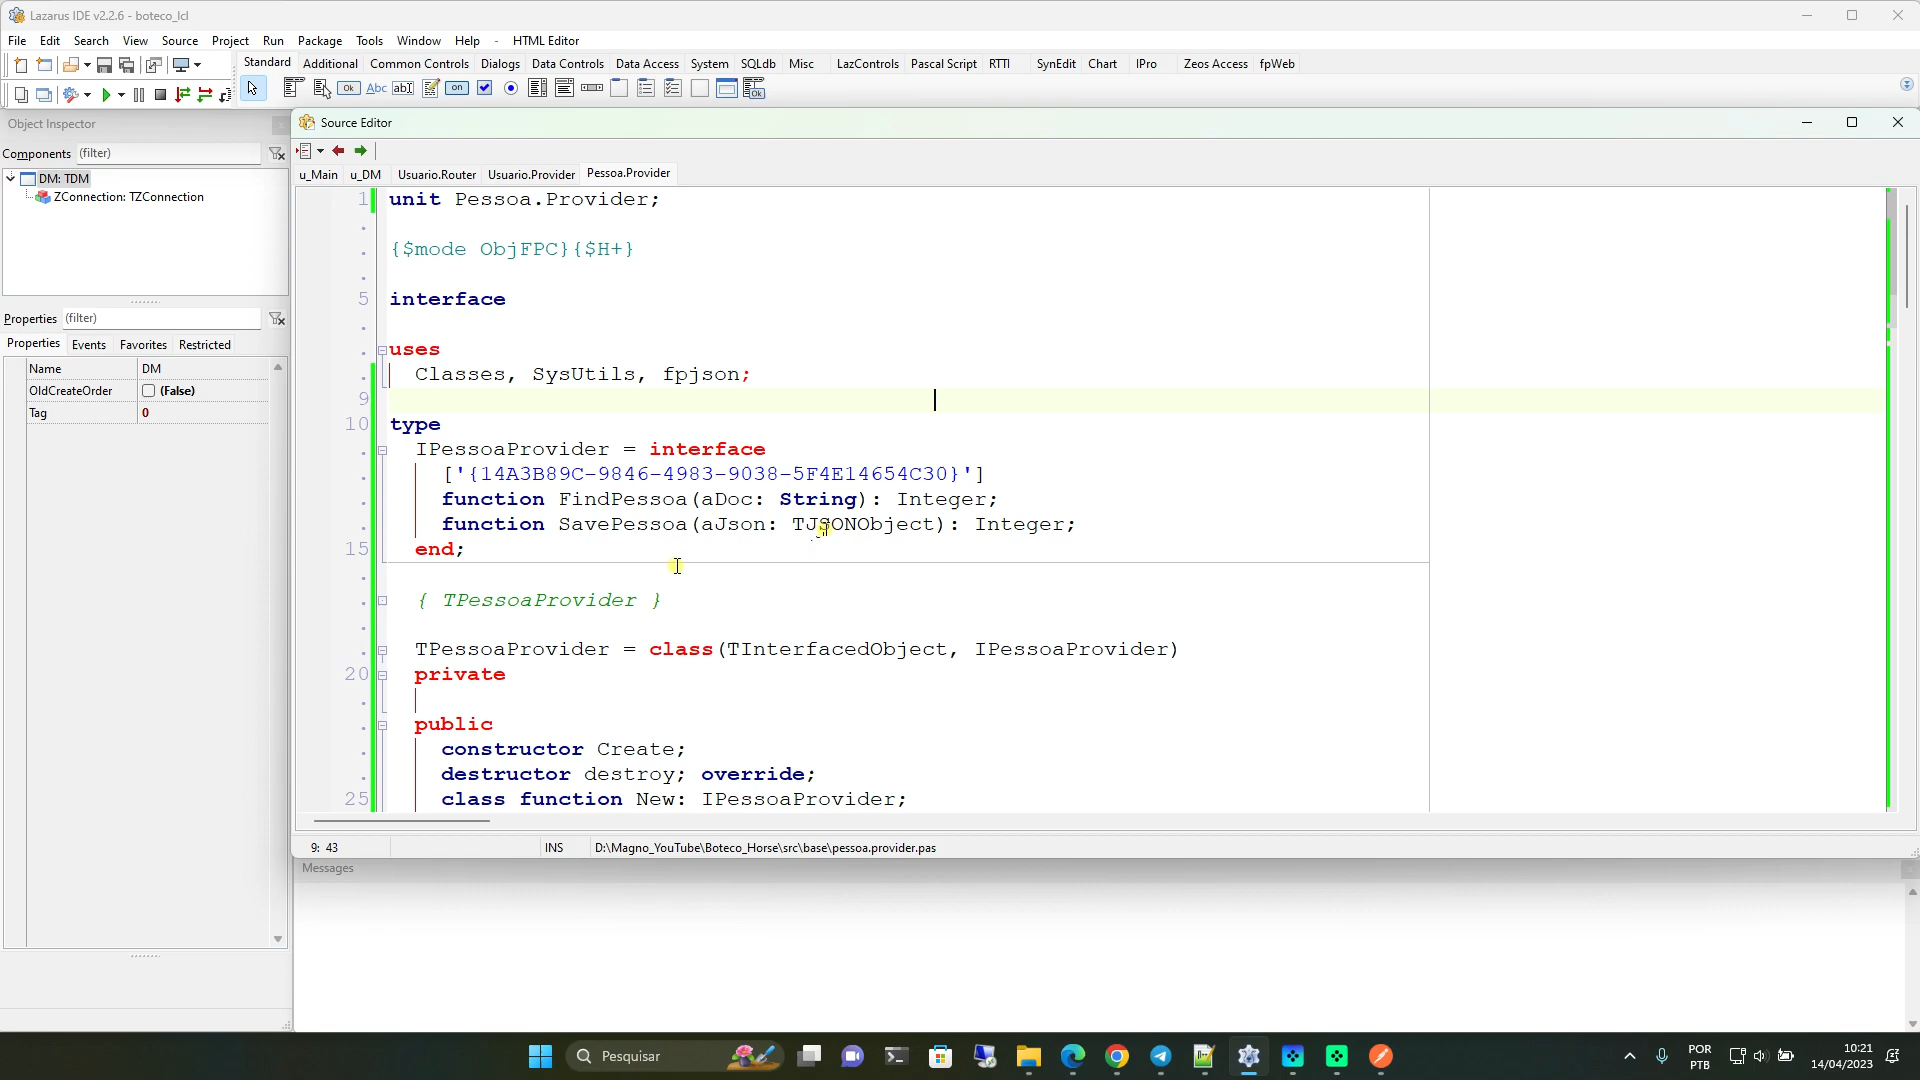 Lazarus IDE v2.2.6 - boteco_lcl
File Edit Search View Source Project Run Package Tools Window Help - HTML Editor
Standard Additional Common Controls Dialogs Data Controls Data Access System SQLdb Misc LazControls Pascal Script RTTI SynEdit Chart IPro Zeos Access fpWeb
Ok Abc ab on Ok
Object Inspector
Components (filter)
DM: TDM
ZConnection: TZConnection
Properties (filter)
Properties Events Favorites Restricted
Name DM
OldCreateOrder (False)
Tag 0
Source Editor
u_Main u_DM Usuario.Router Usuario.Provider Pessoa.Provider
1 unit Pessoa.Provider;
{$mode ObjFPC}{$H+}
5 interface
uses
Classes, SysUtils, fpjson;
9
10 type
IPessoaProvider = interface
['{14A3B89C-9846-4983-9038-5F4E14654C30}']
function FindPessoa(aDoc: String): Integer;
function SavePessoa(aJson: TJSONObject): Integer;
15 end;
{ TPessoaProvider }
TPessoaProvider = class(TInterfacedObject, IPessoaProvider)
20 private
public
constructor Create;
destructor destroy; override;
25 class function New: IPessoaProvider;
9: 43 INS D:\Magno_YouTube\Boteco_Horse\src\base\pessoa.provider.pas
Messages
Pesquisar
POR
PTB
10:21
14/04/2023